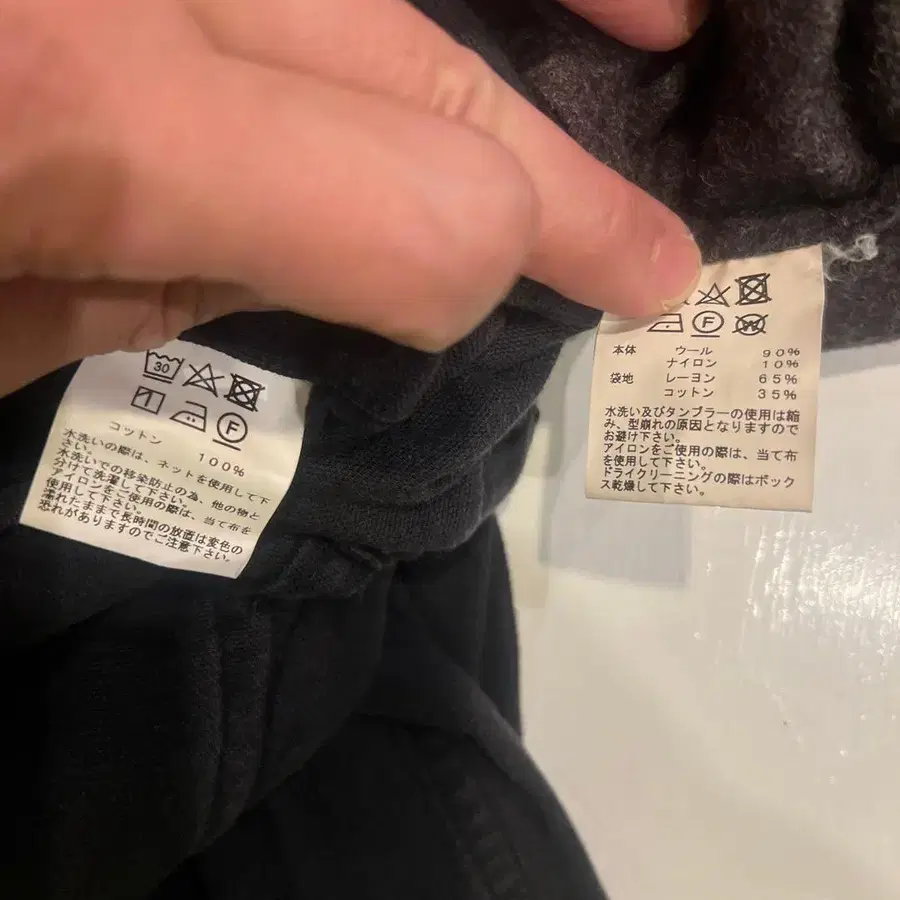 30
F
コットン 100%
水洗いの際は、ネットを使用して下
さい。
水洗いでの移染防止の為、他の物と
分けて洗濯して下さい。
アイロンをご使用の際は、当て布を
使用して下さい。
濡れたままで長時間の放置は変色の
恐れがありますのでご注意下さい。
F W
本体 ウール 90%
ナイロン 10%
袋地 レーヨン 65%
コットン 35%
水洗い及びタンブラーの使用は縮
み、型崩れの原因となりますので
お避け下さい。
アイロンをご使用の際は、当て布
を使用して下さい。
ドライクリーニングの際はボック
ス乾燥して下さい。